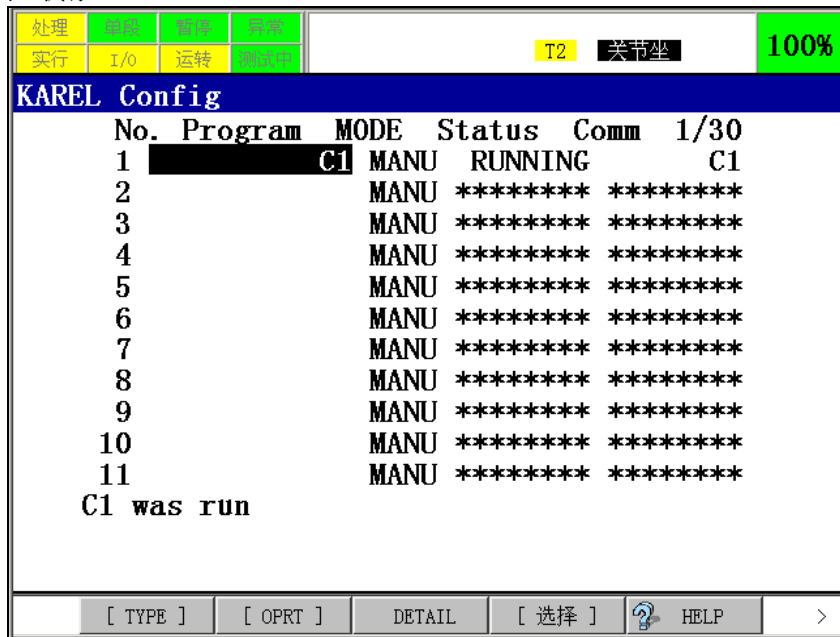 处理 单段 暂停 异常
实行 I/O 运转 测试中
T2 关节坐 100%
KAREL Config
No. Program MODE Status Comm 1/30
1 C1 MANU RUNNING C1
2 MANU ******** ********
3 MANU ******** ********
4 MANU ******** ********
5 MANU ******** ********
6 MANU ******** ********
7 MANU ******** ********
8 MANU ******** ********
9 MANU ******** ********
10 MANU ******** ********
11 MANU ******** ********
C1 was run
[ TYPE ] [ OPRT ] DETAIL [ 选择 ] HELP >